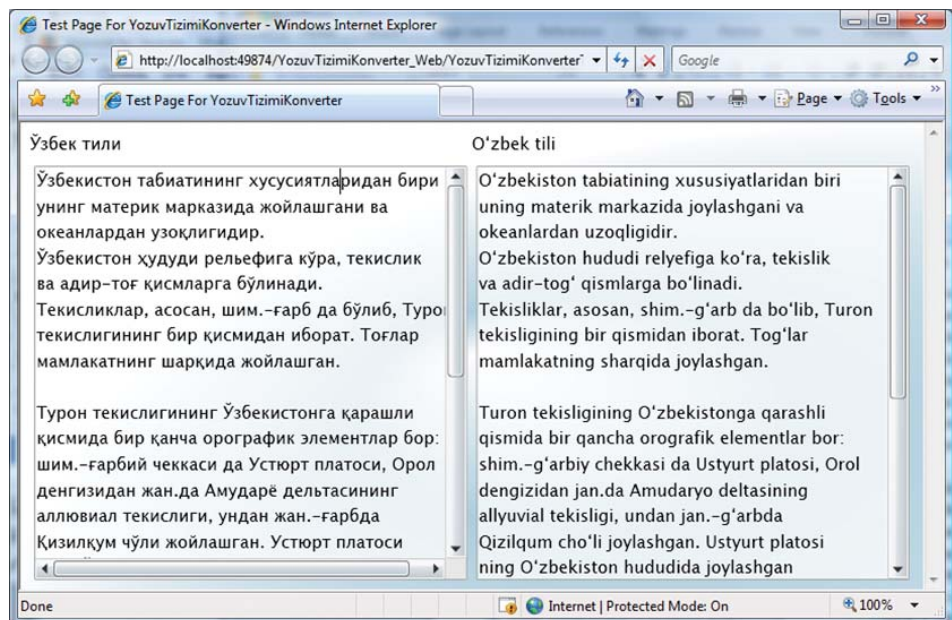 Test Page For YozuvTizimiKonverter - Windows Internet Explorer
http://localhost:49874/YozuvTizimiKonverter_Web/YozuvTizimiKonverter
Google
Test Page For YozuvTizimiKonverter
Page
Tools
Ўзбек тили
Ўзбекистон табиатининг хусусиятларидан бири
унинг материк марказида жойлашгани ва
океанлардан узоқлигидир.
Ўзбекистон ҳудуди рельефига кўра, текислик
ва адир-тоғ қисмларга бўлинади.
Текисликлар, асосан, шим.-ғарб да бўлиб, Туро
текислигининг бир қисмидан иборат. Тоғлар
мамлакатнинг шарқида жойлашган.
Турон текислигининг Ўзбекистонга қарашли
қисмида бир қанча орографик элементлар бор:
шим.-ғарбий чеккаси да Устюрт платоси, Орол
денгизидан жан.да Амударё дельтасининг
аллювиал текислиги, ундан жан.-ғарбда
Қизилқум чўли жойлашган. Устюрт платоси
O‘zbek tili
O‘zbekiston tabiatining xususiyatlaridan biri
uning materik markazida joylashgani va
okeanlardan uzoqligidir.
O‘zbekiston hududi relyefiga ko‘ra, tekislik
va adir-tog‘ qismlarga bo‘linadi.
Tekisliklar, asosan, shim.-g‘arb da bo‘lib, Turon
tekisligining bir qismidan iborat. Tog‘lar
mamlakatning sharqida joylashgan.
Turon tekisligining O‘zbekistonga qarashli
qismida bir qancha orografik elementlar bor:
shim.-g‘arbiy chekkasi da Ustyurt platosi, Orol
dengizidan jan.da Amudaryo deltasining
allyuvial tekisligi, undan jan.-g‘arbda
Qizilqum cho‘li joylashgan. Ustyurt platosi
ning O‘zbekiston hududida joylashgan
Done
Internet | Protected Mode: On
100%